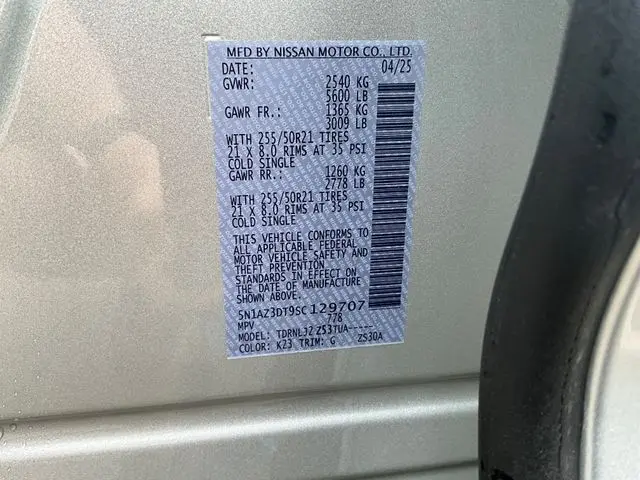 MFD BY NISSAN MOTOR CO., LTD.
DATE: 04/25
GVWR: 2540 KG
5600 LB
GAWR FR.: 1365 KG
3009 LB
WITH 255/50R21 TIRES
21 X 8.0 RIMS AT 35 PSI
COLD SINGLE
GAWR RR.: 1260 KG
2778 LB
WITH 255/50R21 TIRES
21 X 8.0 RIMS AT 35 PSI
COLD SINGLE
THIS VEHICLE CONFORMS TO
ALL APPLICABLE FEDERAL
MOTOR VEHICLE SAFETY AND
THEFT PREVENTION
STANDARDS IN EFFECT ON
THE DATE OF MANUFACTURE
SHOWN ABOVE.
5N1AZ3DT9SC129707
MPV 778
MODEL: TDRNLJ2 ZS37UA-----
COLOR: K23 TRIM: G ZS30A